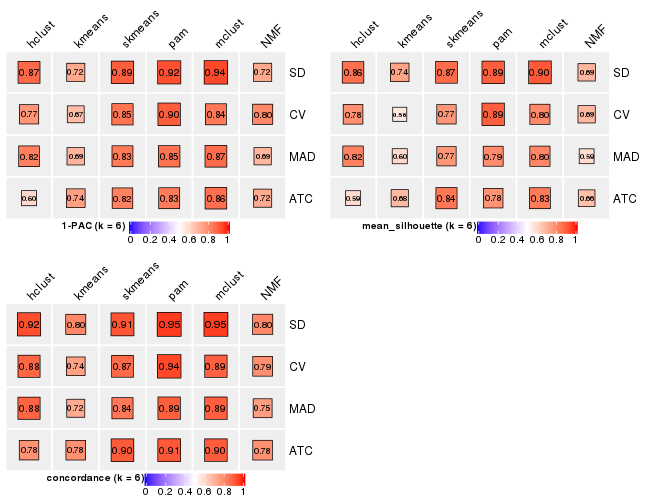 hclust kmeans skmeans pam mclust NMF
0.87 0.72 0.89 0.92 0.94 0.72 SD
0.77 0.67 0.85 0.90 0.84 0.80 CV
0.82 0.69 0.83 0.85 0.87 0.69 MAD
0.60 0.74 0.82 0.83 0.86 0.72 ATC
1-PAC (k = 6)
0 0.2 0.4 0.6 0.8 1
hclust kmeans skmeans pam mclust NMF
0.86 0.74 0.87 0.89 0.90 0.69 SD
0.78 0.56 0.77 0.89 0.80 0.69 CV
0.82 0.60 0.77 0.79 0.80 0.59 MAD
0.59 0.68 0.84 0.78 0.83 0.66 ATC
mean_silhouette (k = 6)
0 0.2 0.4 0.6 0.8 1
hclust kmeans skmeans pam mclust NMF
0.92 0.80 0.91 0.95 0.95 0.80 SD
0.88 0.74 0.87 0.94 0.89 0.79 CV
0.88 0.72 0.84 0.89 0.89 0.75 MAD
0.78 0.78 0.90 0.91 0.90 0.78 ATC
concordance (k = 6)
0 0.2 0.4 0.6 0.8 1